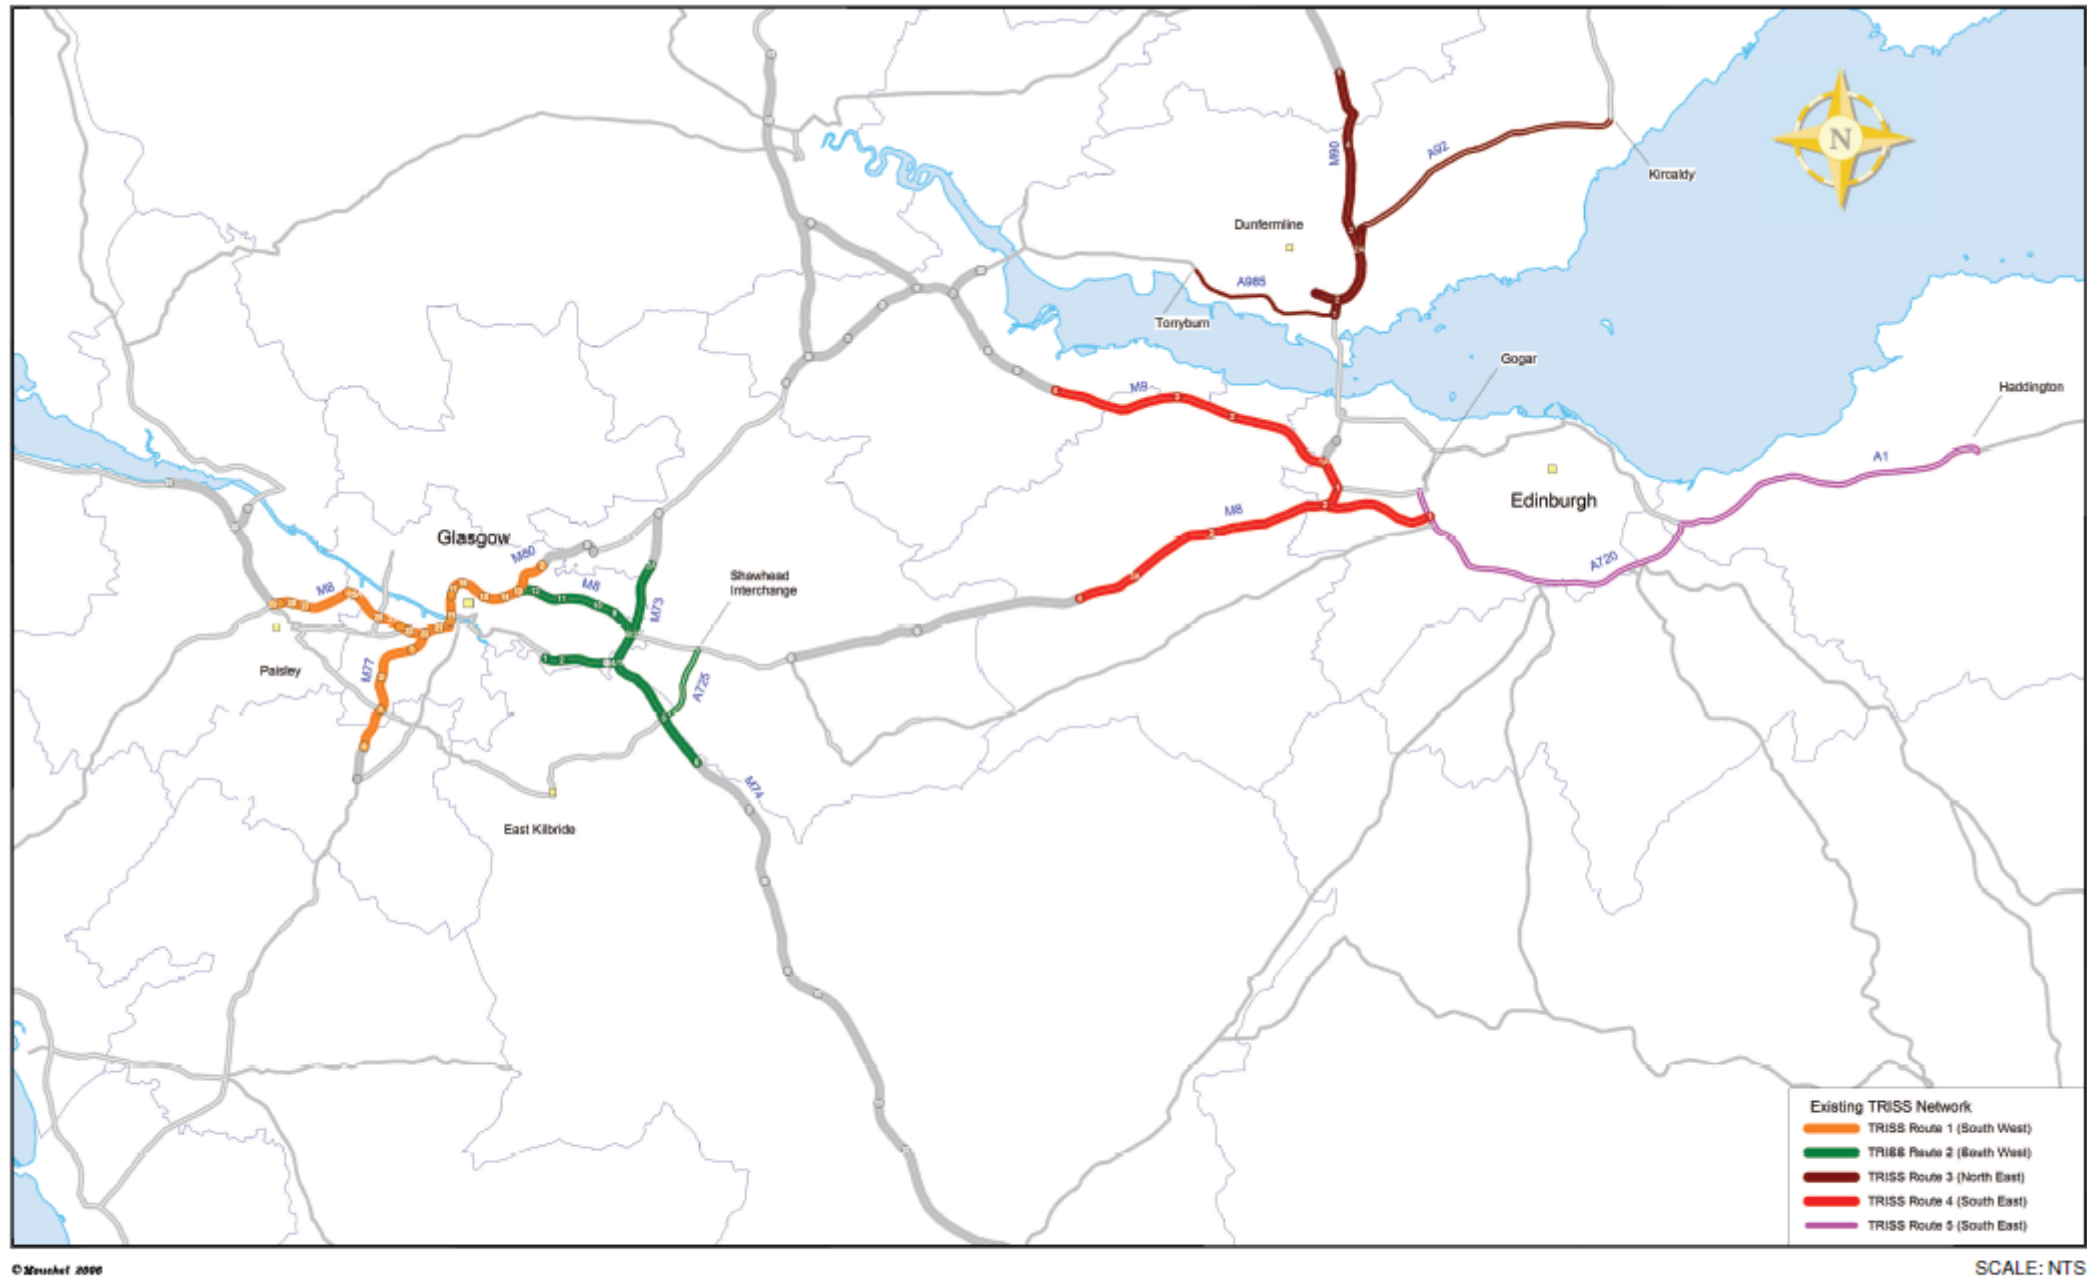 N
M90
A92
Kircaldy
Dunfermline
A985
Torryburn
Gogar
M9
Haddington
A1
M8
Edinburgh
A720
Glasgow
M80
M8
M8
Shawhead
Interchange
M73
Paisley
M77
A725
East Kilbride
M74
Existing TRISS Network
TRISS Route 1 (South West)
TRISS Route 2 (South West)
TRISS Route 3 (North East)
TRISS Route 4 (South East)
TRISS Route 5 (South East)
© Mouchel 2006
SCALE: NTS